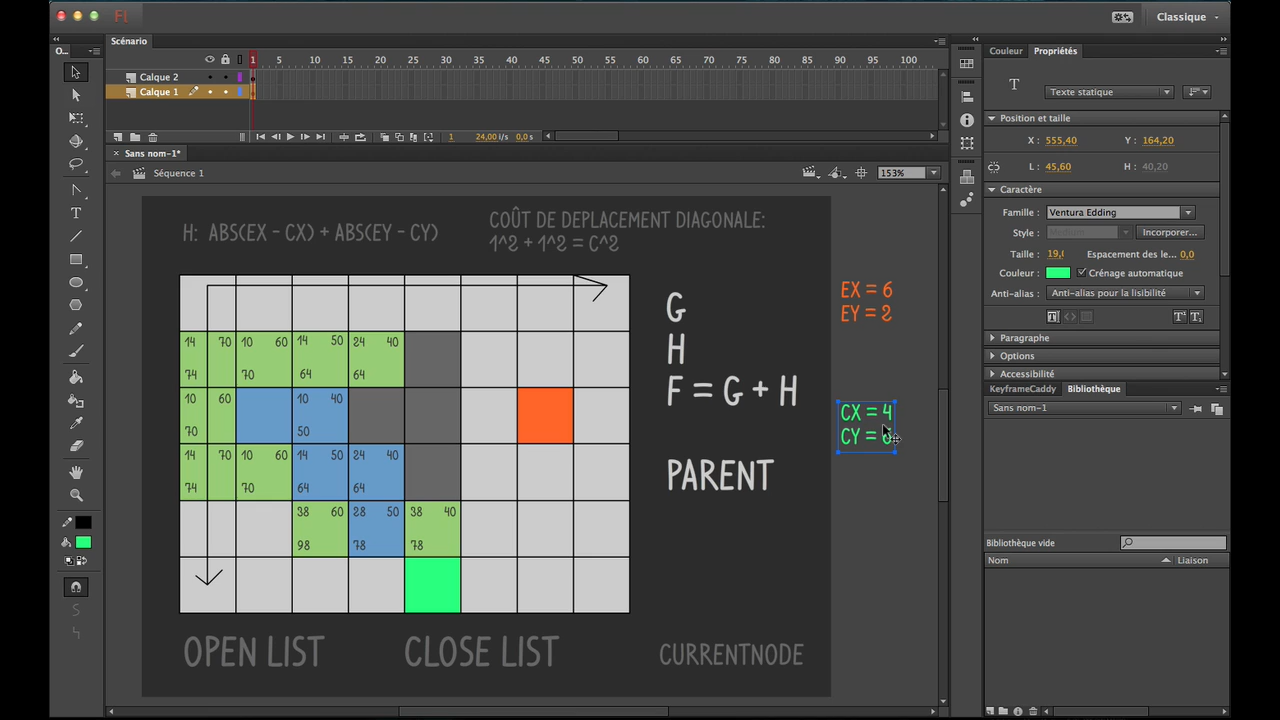 Fl
Classique
O...
Scénario
1 5 10 15 20 25 30 35 40 45 50 55 60 65 70 75 80 85 90 95 100
Calque 2
Calque 1
1 24,00 i/s 0,0 s
Sans nom-1*
Séquence 1
153%
H: ABS(EX - CX) + ABS(EY - CY)
COÛT DE DEPLACEMENT DIAGONALE:
1^2 + 1^2 = C^2
14 70 10 60 14 50 24 40
74 70 64 64
10 60 10 40
70 50
14 70 10 60 14 50 24 40
74 70 64 64
38 60 28 50 38 40
98 78 78
G
H
F = G + H
PARENT
EX = 6
EY = 2
CX = 4
CY =
OPEN LIST
CLOSE LIST
CURRENTNODE
Couleur Propriétés
T
Texte statique
Position et taille
X : 555,40 Y : 164,20
L : 45,60 H : 40,20
Caractère
Famille : Ventura Edding
Style : Incorporer...
Taille : 19,( Espacement des le... 0,0
Couleur : Crénage automatique
Anti-alias : Anti-alias pour la lisibilité
Paragraphe
Options
Accessibilité
KeyframeCaddy Bibliothèque
Sans nom-1
Bibliothèque vide
Nom Liaison